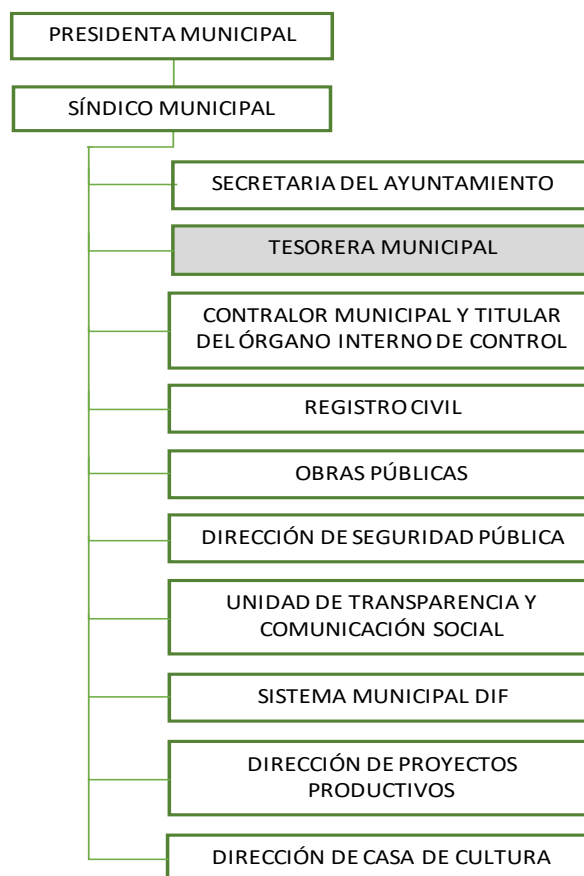 PRESIDENTA MUNICIPAL
SÍNDICO MUNICIPAL
SECRETARIA DEL AYUNTAMIENTO
TESORERA MUNICIPAL
CONTRALOR MUNICIPAL Y TITULAR
DEL ÓRGANO INTERNO DE CONTROL
REGISTRO CIVIL
OBRAS PÚBLICAS
DIRECCIÓN DE SEGURIDAD PÚBLICA
UNIDAD DE TRANSPARENCIA Y
COMUNICACIÓN SOCIAL
SISTEMA MUNICIPAL DIF
DIRECCIÓN DE PROYECTOS
PRODUCTIVOS
DIRECCIÓN DE CASA DE CULTURA